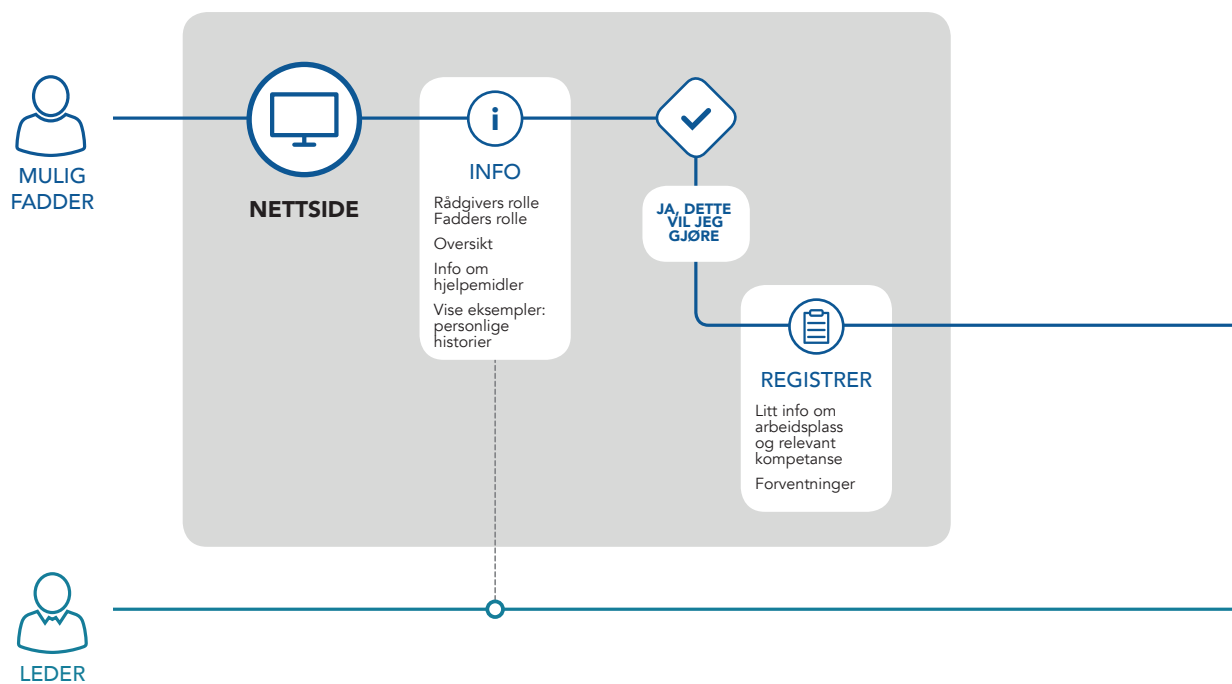 MULIG
FADDER
NETTSIDE
i
INFO
Rådgivers rolle
Fadders rolle
Oversikt
Info om
hjelpemidler
Vise eksempler:
personlige
historier
JA, DETTE
VIL JEG
GJØRE
REGISTRER
Litt info om
arbeidsplass
og relevant
kompetanse
Forventninger
LEDER